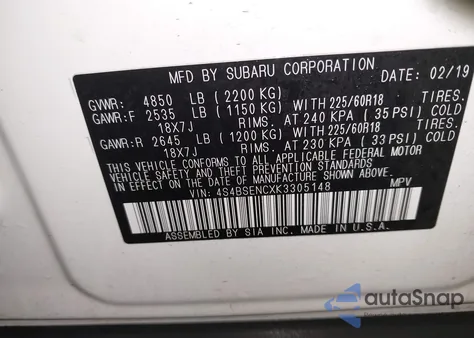 MFD BY SUBARU CORPORATION DATE: 02/19
GVWR: 4850 LB (2200 KG)
GAWR:F 2535 LB (1150 KG) WITH 225/60R18 TIRES.
18X7J RIMS. AT 240 KPA (35 PSI) COLD
GAWR:R 2645 LB (1200 KG) WITH 225/60R18 TIRES.
18X7J RIMS. AT 230 KPA (33 PSI) COLD
THIS VEHICLE CONFORMS TO ALL APPLICABLE FEDERAL MOTOR
VEHICLE SAFETY STANDARDS IN EFFECT ON THE DATE OF
MANUFACTURE SHOWN ABOVE.
VIN: 4S4BSENCXK3305148 MPV
ASSEMBLED BY SIA INC. MADE IN U.S.A.
autoSnap